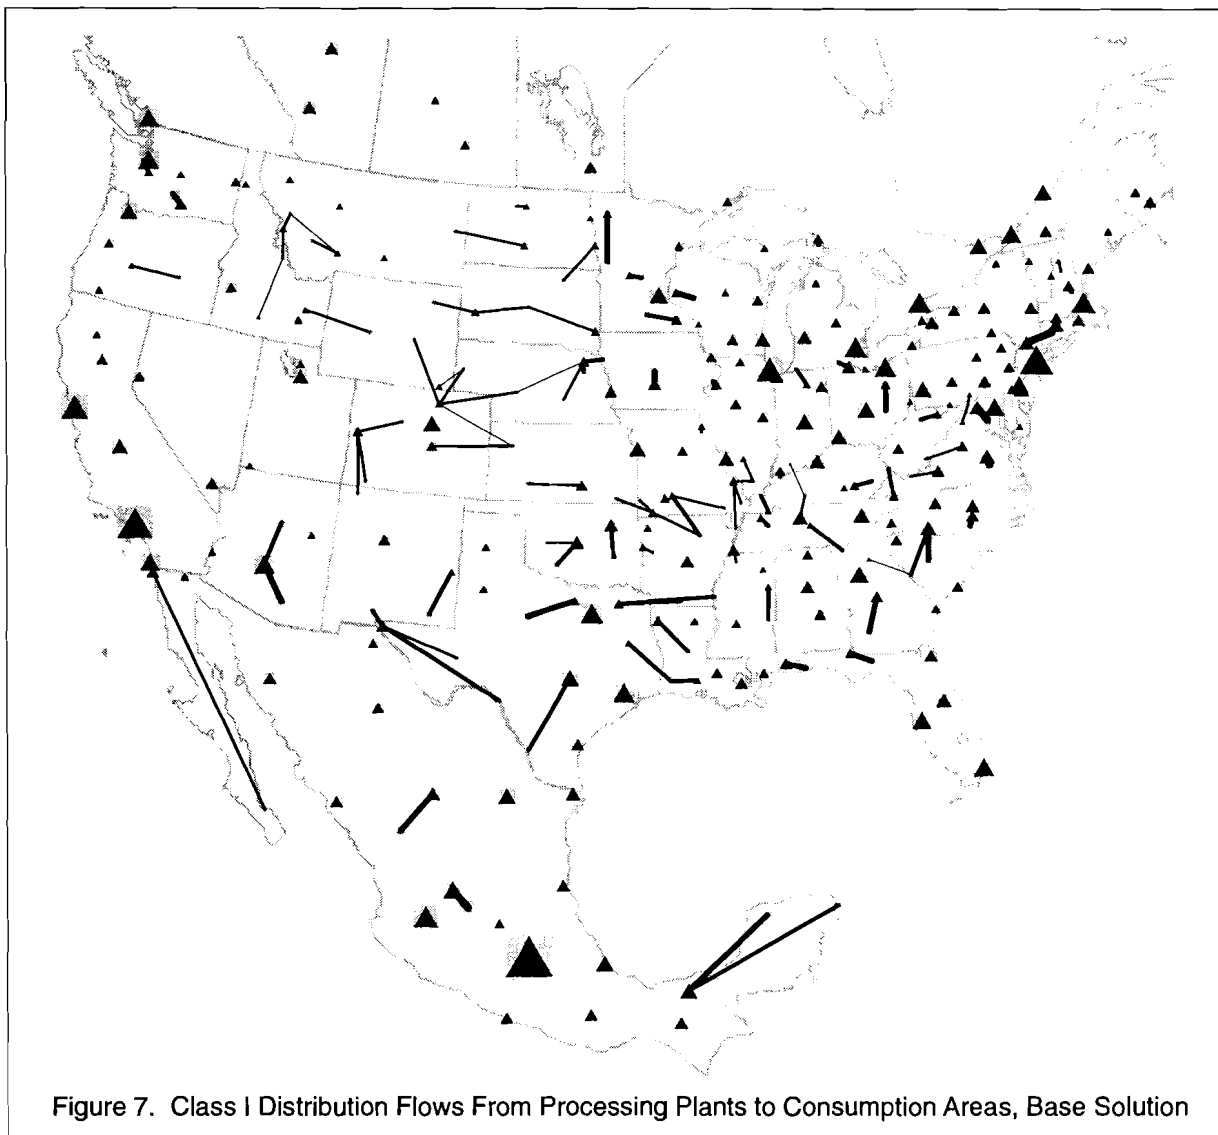 Figure 7. Class I Distribution Flows From Processing Plants to Consumption Areas, Base Solution